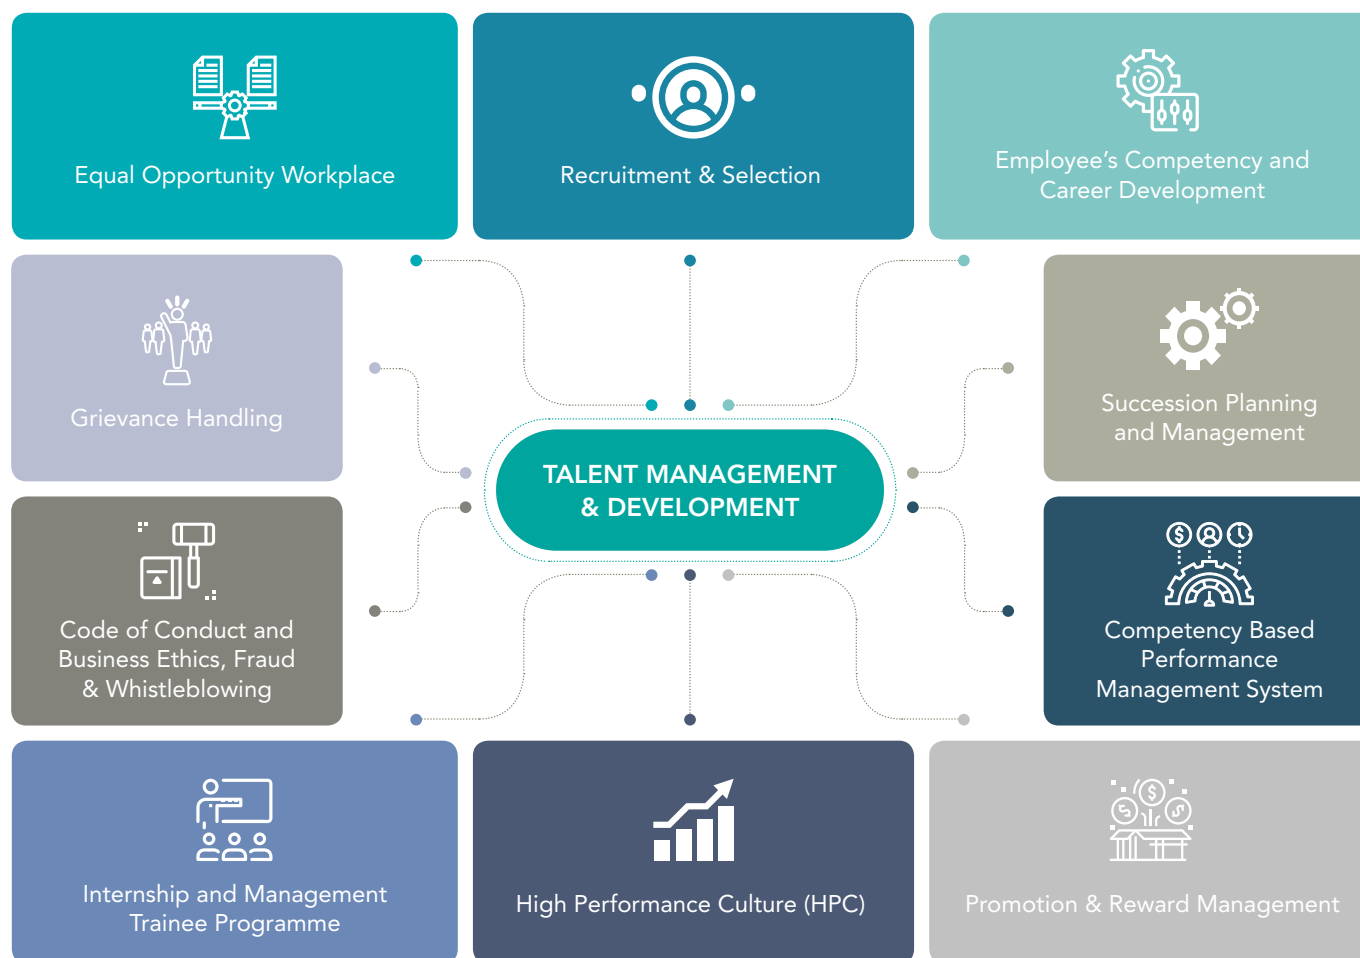 Equal Opportunity Workplace
Recruitment & Selection
Employee’s Competency and
Career Development
Grievance Handling
Succession Planning
and Management
TALENT MANAGEMENT
& DEVELOPMENT
Code of Conduct and
Business Ethics, Fraud
& Whistleblowing
Competency Based
Performance
Management System
Internship and Management
Trainee Programme
High Performance Culture (HPC)
Promotion & Reward Management